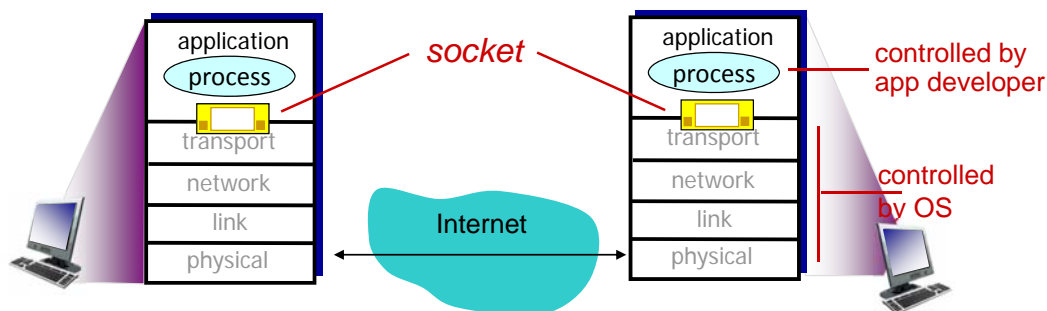 application
process
transport
network
link
physical
socket
Internet
application
process
transport
network
link
physical
controlled by
app developer
controlled
by OS